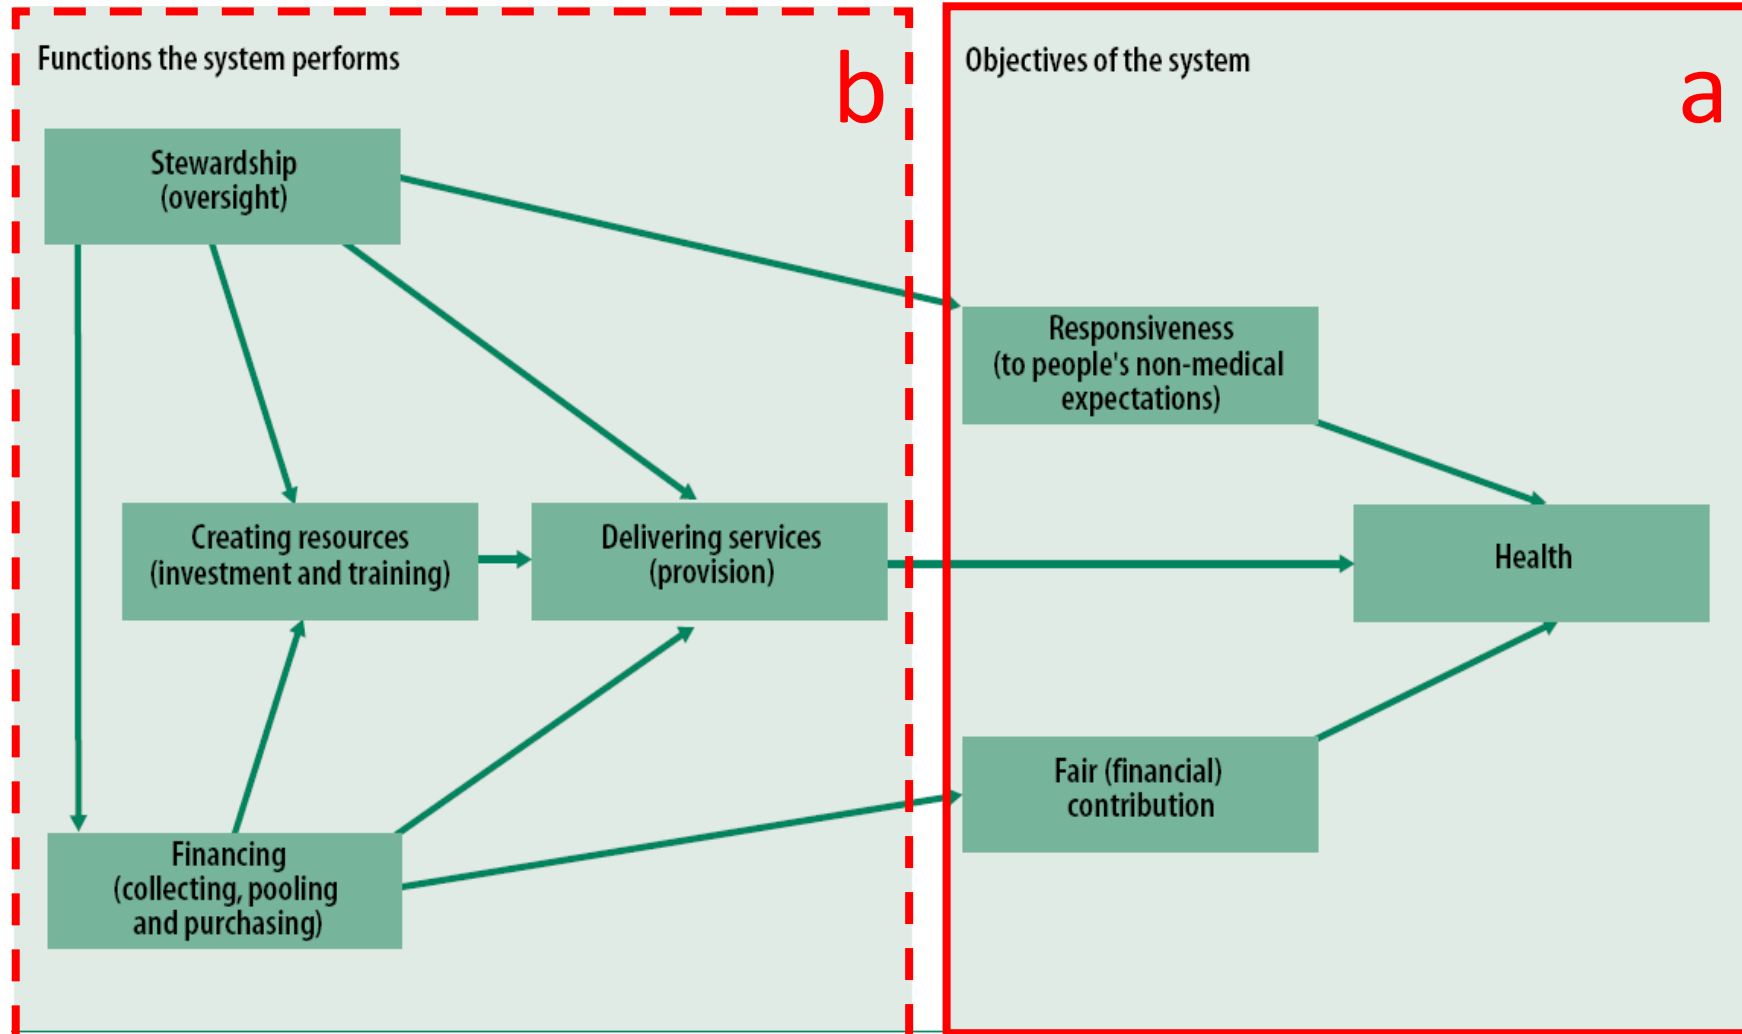 Functions the system performs
b
Stewardship
(oversight)
Creating resources
(investment and training)
Delivering services
(provision)
Financing
(collecting, pooling
and purchasing)
Objectives of the system
a
Responsiveness
(to people's non-medical
expectations)
Health
Fair (financial)
contribution